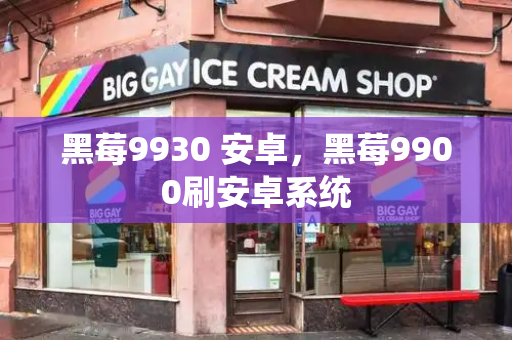 BIG GAY ICE CREAM SHOP
黑莓9930 安卓，黑莓990
0刷安卓系统
BIG GAY
ICE CREAM SHOP
BIG GAY
ICE CREAM SHOP